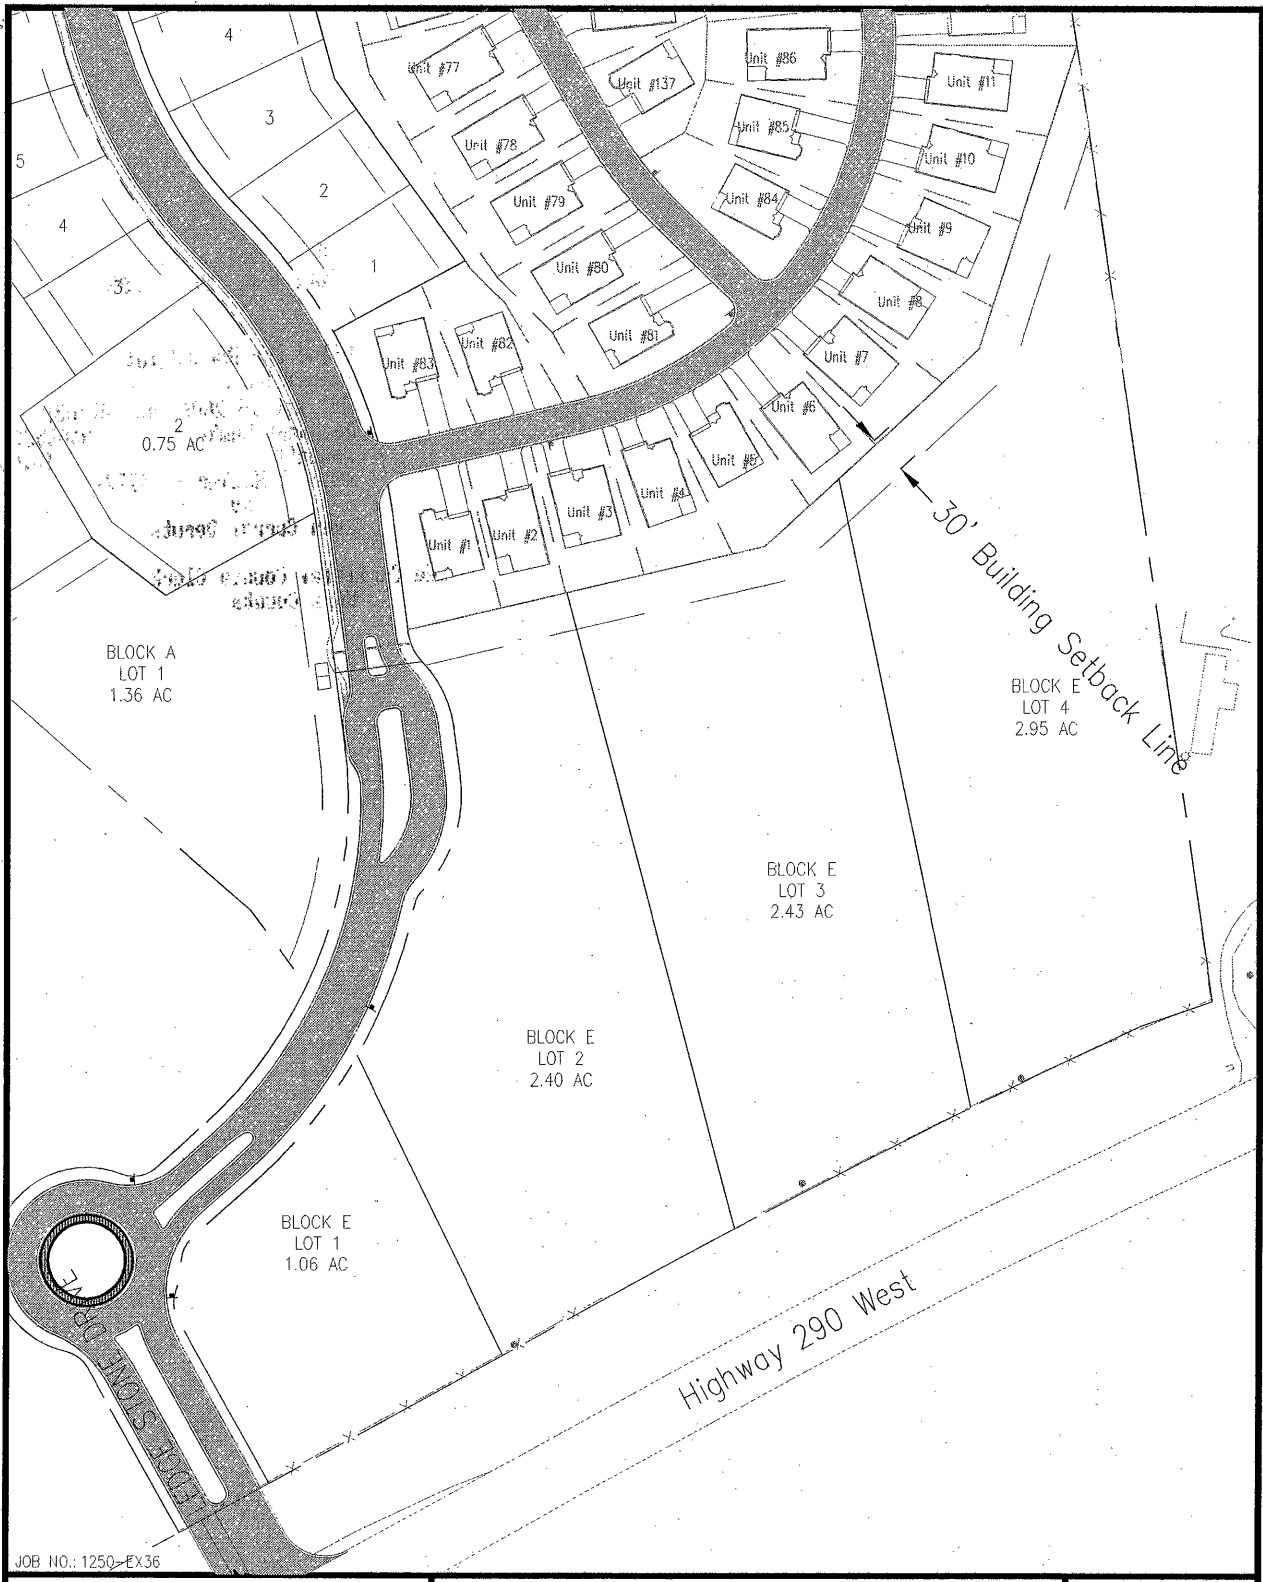 4
Unit #77
Unit #137
Unit #86
Unit #11
3
Unit #78
Unit #85
Unit #10
5
2
Unit #79
Unit #84
Unit #9
4
1
Unit #80
Unit #8
3
Unit #83
Unit #82
Unit #81
Unit #7
2
0.75 AC
Unit #6
Unit #5
Unit #4
Unit #3
Unit #2
Unit #1
30' Building Setback Line
BLOCK A
LOT 1
1.36 AC
BLOCK E
LOT 4
2.95 AC
BLOCK E
LOT 3
2.43 AC
BLOCK E
LOT 2
2.40 AC
BLOCK E
LOT 1
1.06 AC
Highway 290 West
LEDGE STONE DRIVE
JOB NO.: 1250-EX36